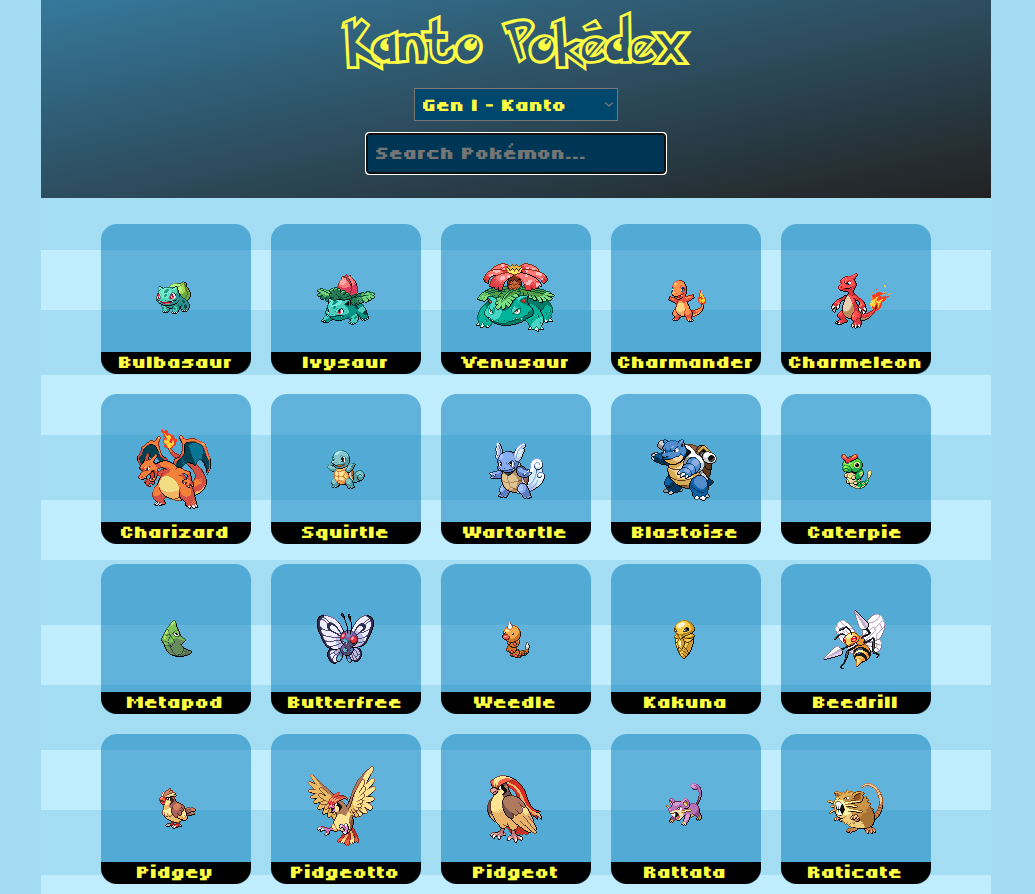 Kanto Pokédex
Gen I - Kanto
Search Pokémon...
Bulbasaur
Ivysaur
Venusaur
Charmander
Charmeleon
Charizard
Squirtle
Wartortle
Blastoise
Caterpie
Metapod
Butterfree
Weedle
Kakuna
Beedrill
Pidgey
Pidgeotto
Pidgeot
Rattata
Raticate